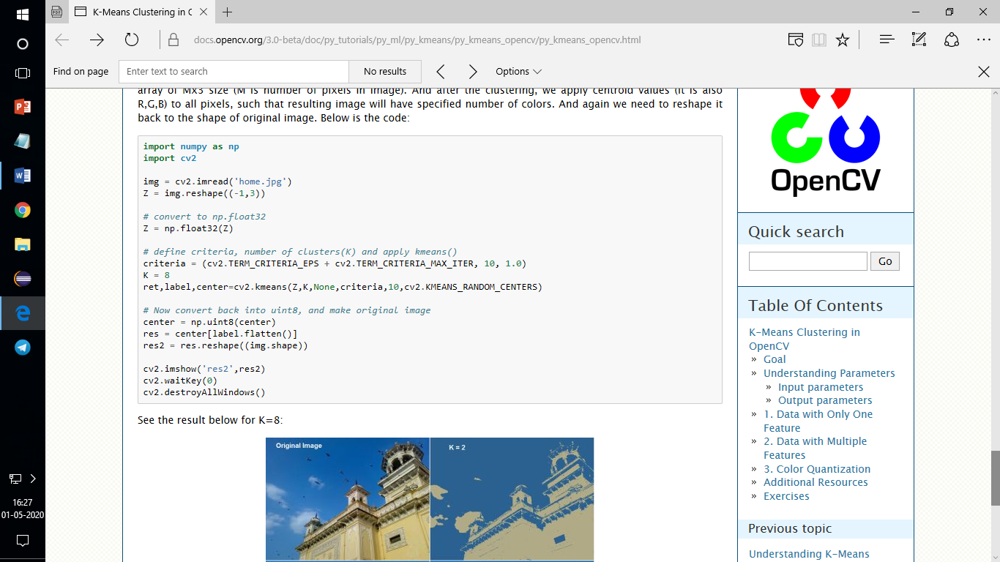 K-Means Clustering in C
docs.opencv.org/3.0-beta/doc/py_tutorials/py_ml/py_kmeans/py_kmeans_opencv/py_kmeans_opencv.html
Find on page
Enter text to search
No results
Options
array of Mx3 size (M is number of pixels in image). And after the clustering, we apply centroid values (it is also
R,G,B) to all pixels, such that resulting image will have specified number of colors. And again we need to reshape it
back to the shape of original image. Below is the code:
import numpy as np
import cv2
img = cv2.imread('home.jpg')
Z = img.reshape((-1,3))
# convert to np.float32
Z = np.float32(Z)
# define criteria, number of clusters(K) and apply kmeans()
criteria = (cv2.TERM_CRITERIA_EPS + cv2.TERM_CRITERIA_MAX_ITER, 10, 1.0)
K = 8
ret,label,center=cv2.kmeans(Z,K,None,criteria,10,cv2.KMEANS_RANDOM_CENTERS)
# Now convert back into uint8, and make original image
center = np.uint8(center)
res = center[label.flatten()]
res2 = res.reshape((img.shape))
cv2.imshow('res2',res2)
cv2.waitKey(0)
cv2.destroyAllWindows()
See the result below for K=8:
Original Image
K = 2
OpenCV
Quick search
Go
Table Of Contents
K-Means Clustering in
OpenCV
» Goal
» Understanding Parameters
» Input parameters
» Output parameters
» 1. Data with Only One
Feature
» 2. Data with Multiple
Features
» 3. Color Quantization
» Additional Resources
» Exercises
Previous topic
Understanding K-Means
16:27
01-05-2020